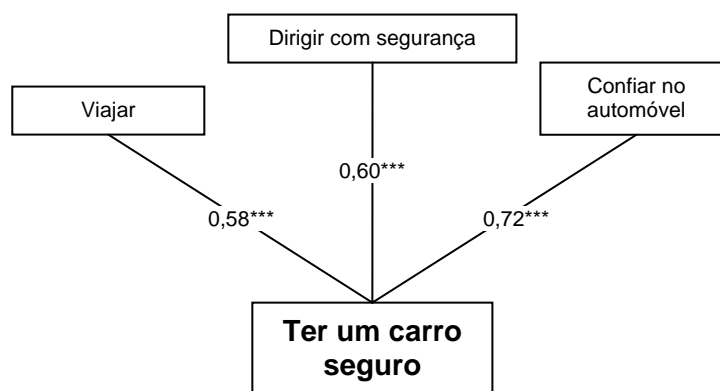 Dirigir com segurança
Viajar
Confiar no
automóvel
0,60***
0,58***
0,72***
Ter um carro
seguro